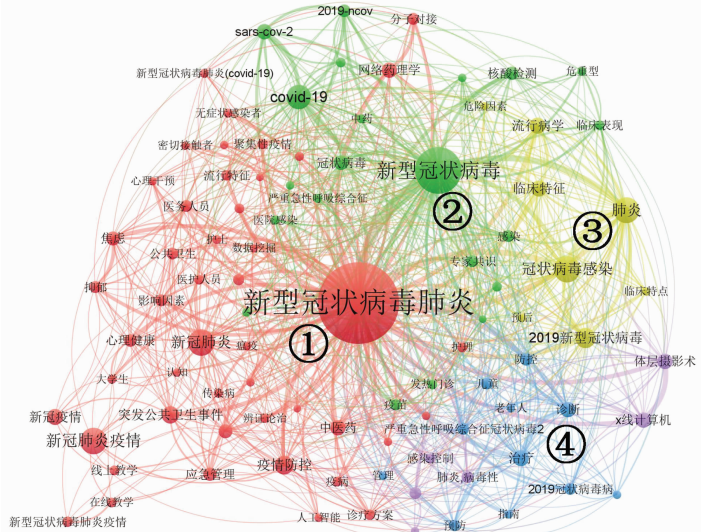 2019-ncov
分子对接
sars-cov-2
新型冠状病毒肺炎(covid-19)
网络药理学
核酸检测
危重型
covid-19
危险因素
无症状感染者
中药
流行病学
临床表现
密切接触者
聚集性疫情
冠状病毒
新型冠状病毒
心理干预
流行特征
严重急性呼吸综合征
临床特征
医务人员
②
肺炎
医院感染
③
焦虑
护士
数据挖掘
感染
公共卫生
专家共识
冠状病毒感染
医护人员
抑郁
影响因素
新型冠状病毒肺炎
临床特点
预后
心理健康
新冠肺炎
①
免疫
护理
2019新型冠状病毒
防控
体层摄影术
大学生
认知
传染病
发热门诊
儿童
新冠疫情
突发公共卫生事件
辨证论治
疫苗
老年人
诊断
x线计算机
新冠肺炎疫情
中医药
严重急性呼吸综合征冠状病毒2
④
线上教学
应急管理
疫情防控
感染控制
治疗
疫病
管理
肺炎,病毒性
2019冠状病毒病
在线教学
新型冠状病毒肺炎疫情
人工智能
诊疗方案
预防
指南